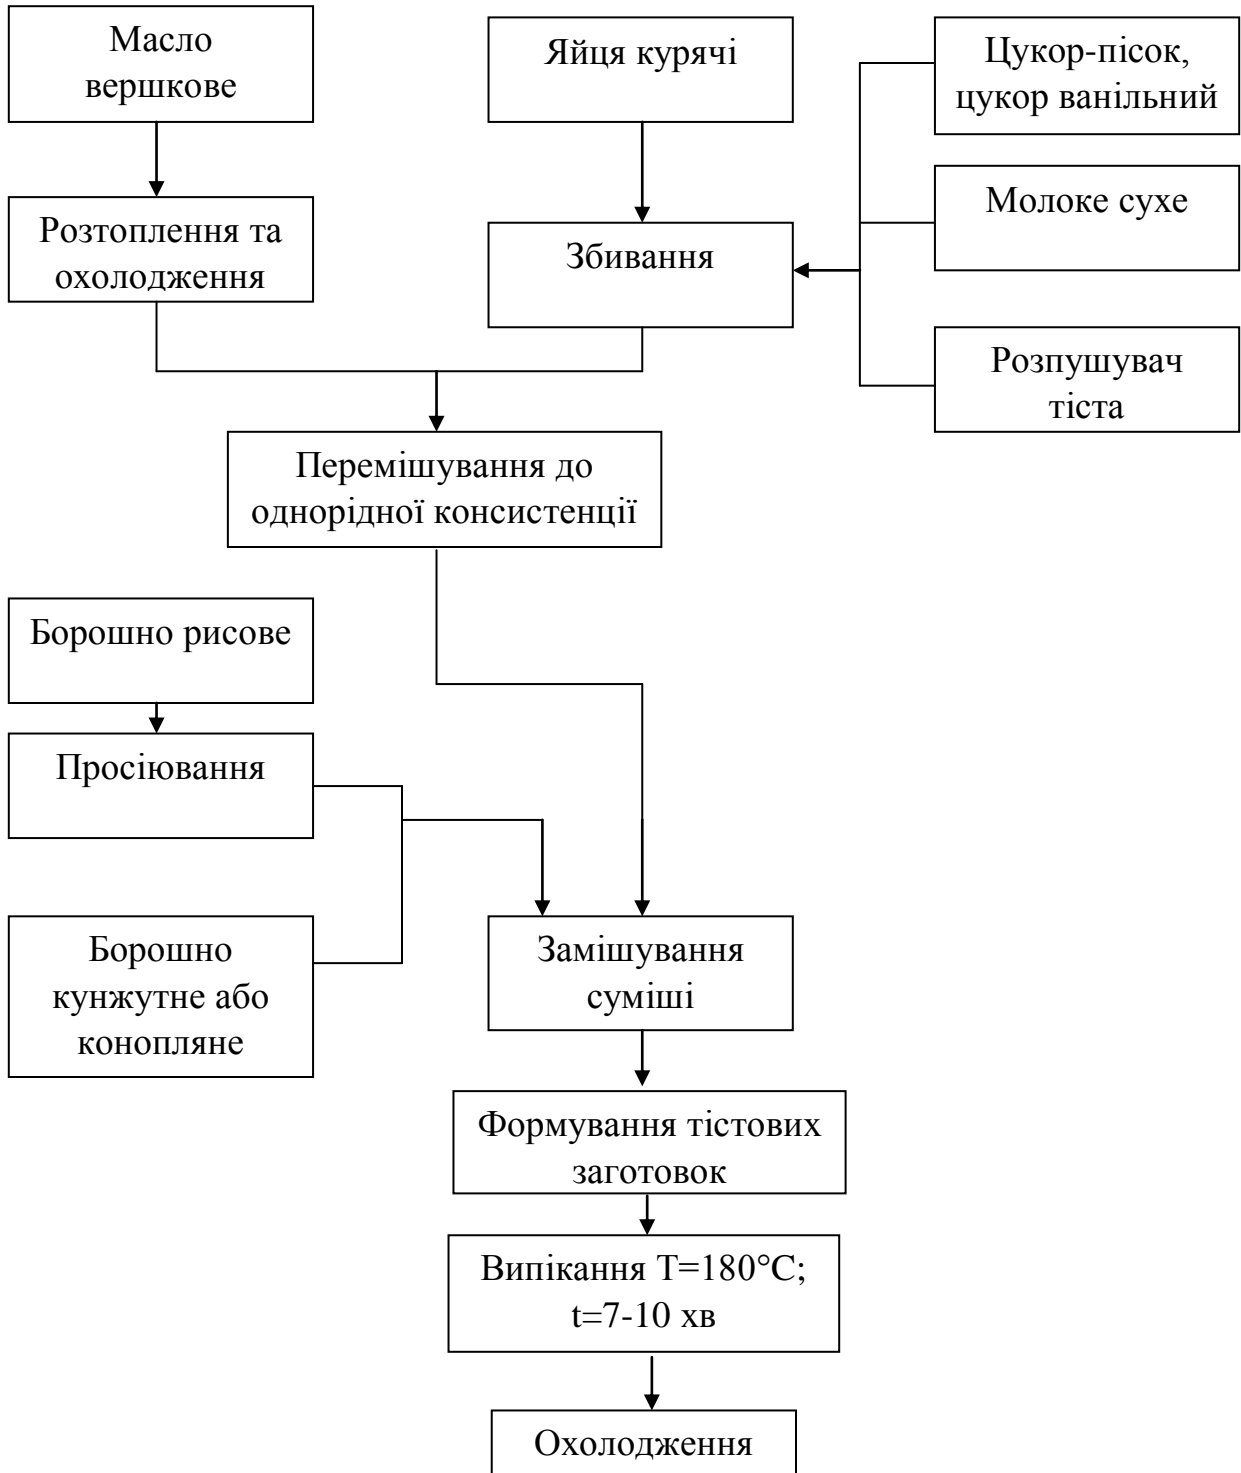 Масло
вершкове
Яйця курячі
Цукор-пісок,
цукор ванільний
Молоке сухе
Розтоплення та
охолодження
Збивання
Розпушувач
тіста
Перемішування до
однорідної консистенції
Борошно рисове
Просіювання
Борошно
кунжутне або
конопляне
Замішування
суміші
Формування тістових
заготовок
Випікання Т=180°С;
t=7-10 хв
Охолодження